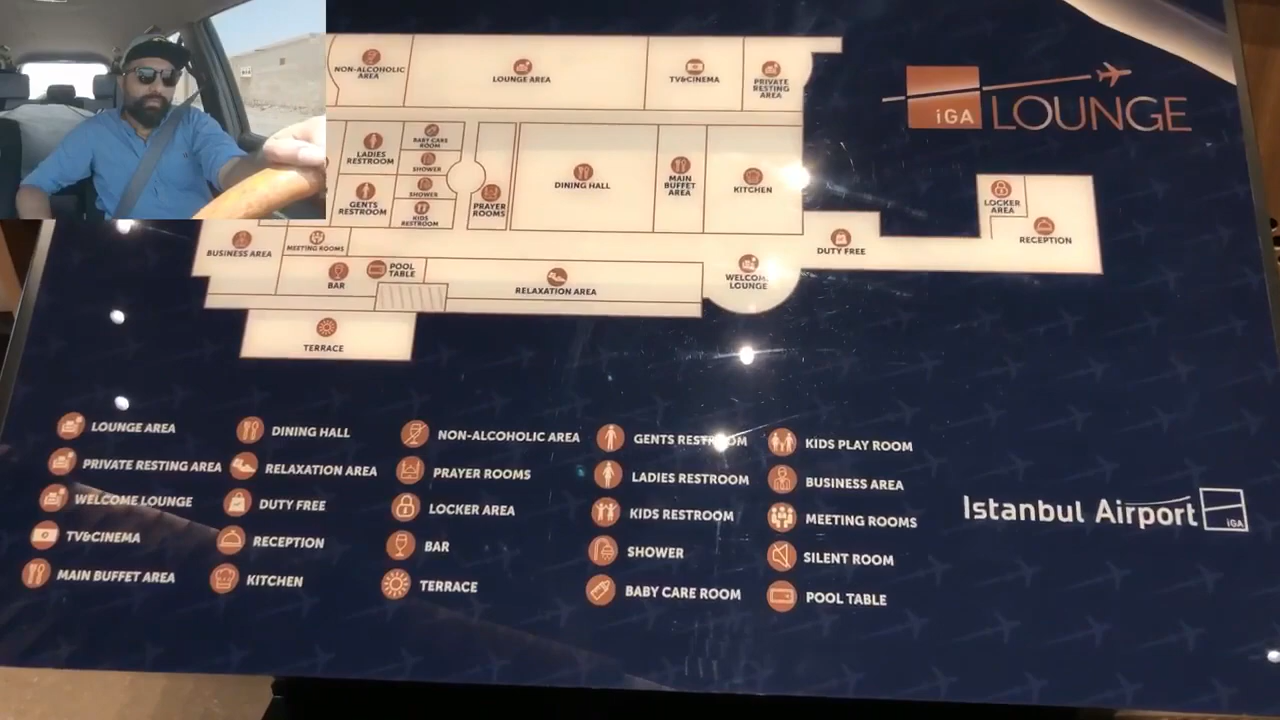 NON-ALCOHOLIC
AREA
LOUNGE AREA
TV&CINEMA
PRIVATE
RESTING
AREA
iGA
LOUNGE
LADIES
RESTROOM
BABY CARE
ROOM
SHOWER
GENTS
RESTROOM
SHOWER
KIDS
RESTROOM
PRAYER
ROOMS
DINING HALL
MAIN
BUFFET
AREA
KITCHEN
LOCKER
AREA
RECEPTION
BUSINESS AREA
MEETING ROOMS
DUTY FREE
BAR
POOL
TABLE
RELAXATION AREA
WELCOME
LOUNGE
TERRACE
LOUNGE AREA
PRIVATE RESTING AREA
WELCOME LOUNGE
TV&CINEMA
MAIN BUFFET AREA
DINING HALL
RELAXATION AREA
DUTY FREE
RECEPTION
KITCHEN
NON-ALCOHOLIC AREA
PRAYER ROOMS
LOCKER AREA
BAR
TERRACE
GENTS RESTROOM
LADIES RESTROOM
KIDS RESTROOM
SHOWER
BABY CARE ROOM
KIDS PLAY ROOM
BUSINESS AREA
MEETING ROOMS
SILENT ROOM
POOL TABLE
Istanbul Airport
iGA